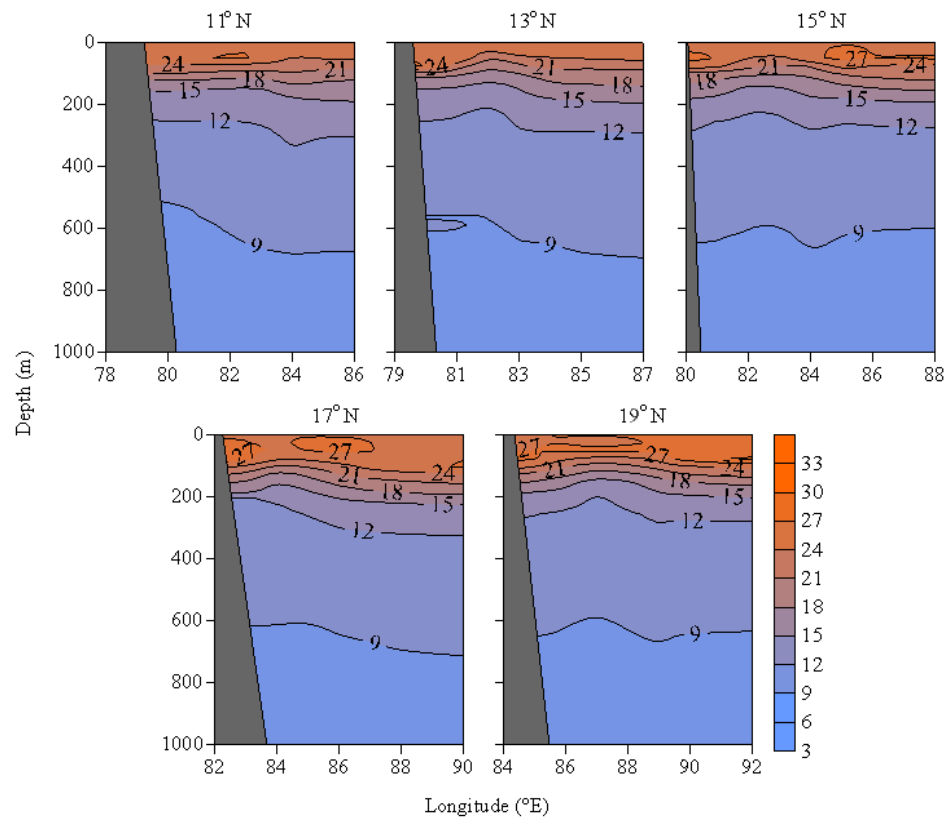 11°N 13°N 15°N
0
200
400
600
800
1000
24 21 18 15 12 9
24 21 18 15 12 9
27 24 21 18 15 12 9
78 80 82 84 86
79 81 83 85 87
80 82 84 86 88
Depth (m)
17°N 19°N
0
200
400
600
800
1000
27 27 24 21 18 15 12 9
27 27 24 21 18 15 12 9
33
30
27
24
21
18
15
12
9
6
3
82 84 86 88 90
84 86 88 90 92
Longitude (°E)